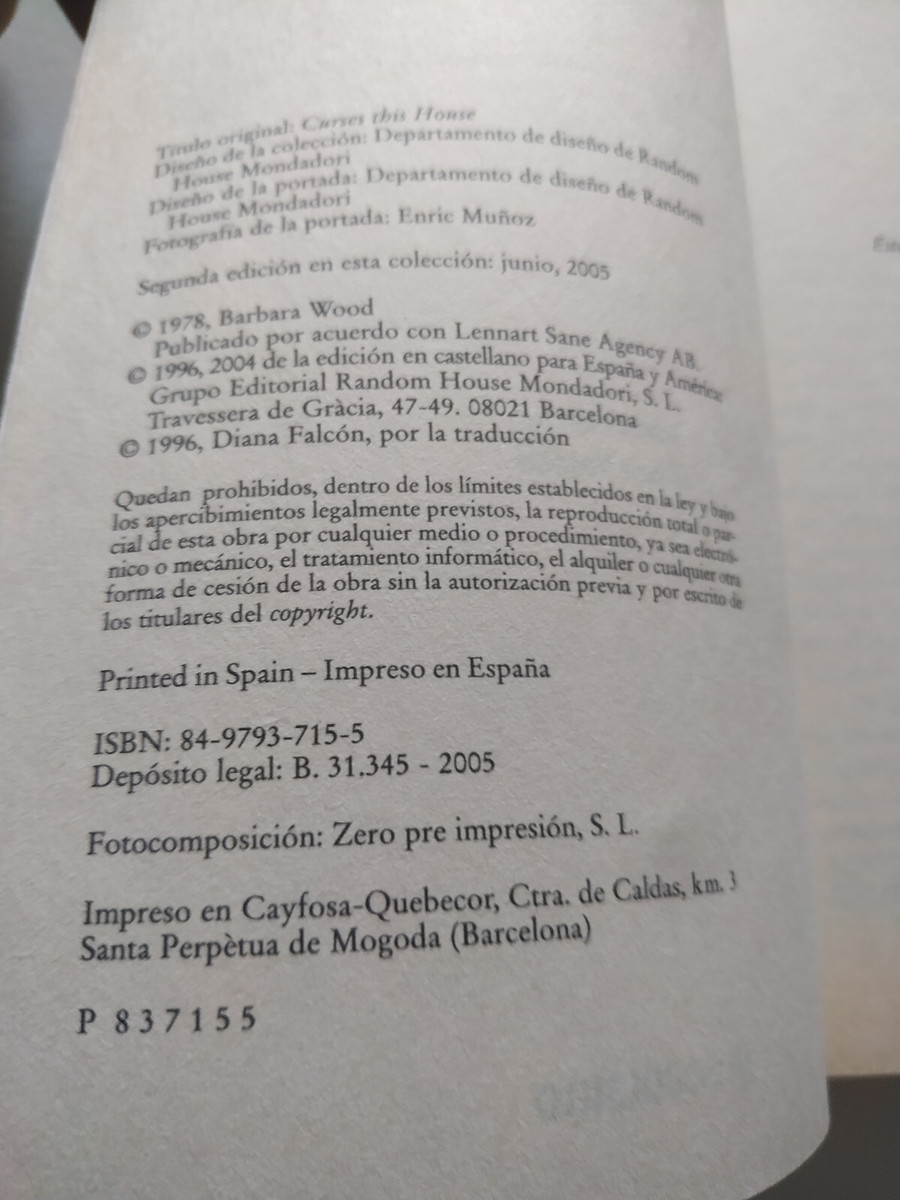 Título original: Curses this House
Diseño de la colección: Departamento de diseño de Random
House Mondadori
Diseño de la portada: Departamento de diseño de Random
House Mondadori
Fotografía de la portada: Enric Muñoz
Segunda edición en esta colección: junio, 2005
© 1978, Barbara Wood
Publicado por acuerdo con Lennart Sane Agency AB.
© 1996, 2004 de la edición en castellano para España y América:
Grupo Editorial Random House Mondadori, S. L.
Travessera de Gràcia, 47-49. 08021 Barcelona
© 1996, Diana Falcón, por la traducción
Quedan prohibidos, dentro de los límites establecidos en la ley y bajo
los apercibimientos legalmente previstos, la reproducción total o par-
cial de esta obra por cualquier medio o procedimiento, ya sea electró-
nico o mecánico, el tratamiento informático, el alquiler o cualquier otra
forma de cesión de la obra sin la autorización previa y por escrito de
los titulares del copyright.
Printed in Spain – Impreso en España
ISBN: 84-9793-715-5
Depósito legal: B. 31.345 - 2005
Fotocomposición: Zero pre impresión, S. L.
Impreso en Cayfosa-Quebecor, Ctra. de Caldas, km. 3
Santa Perpètua de Mogoda (Barcelona)
P 837155